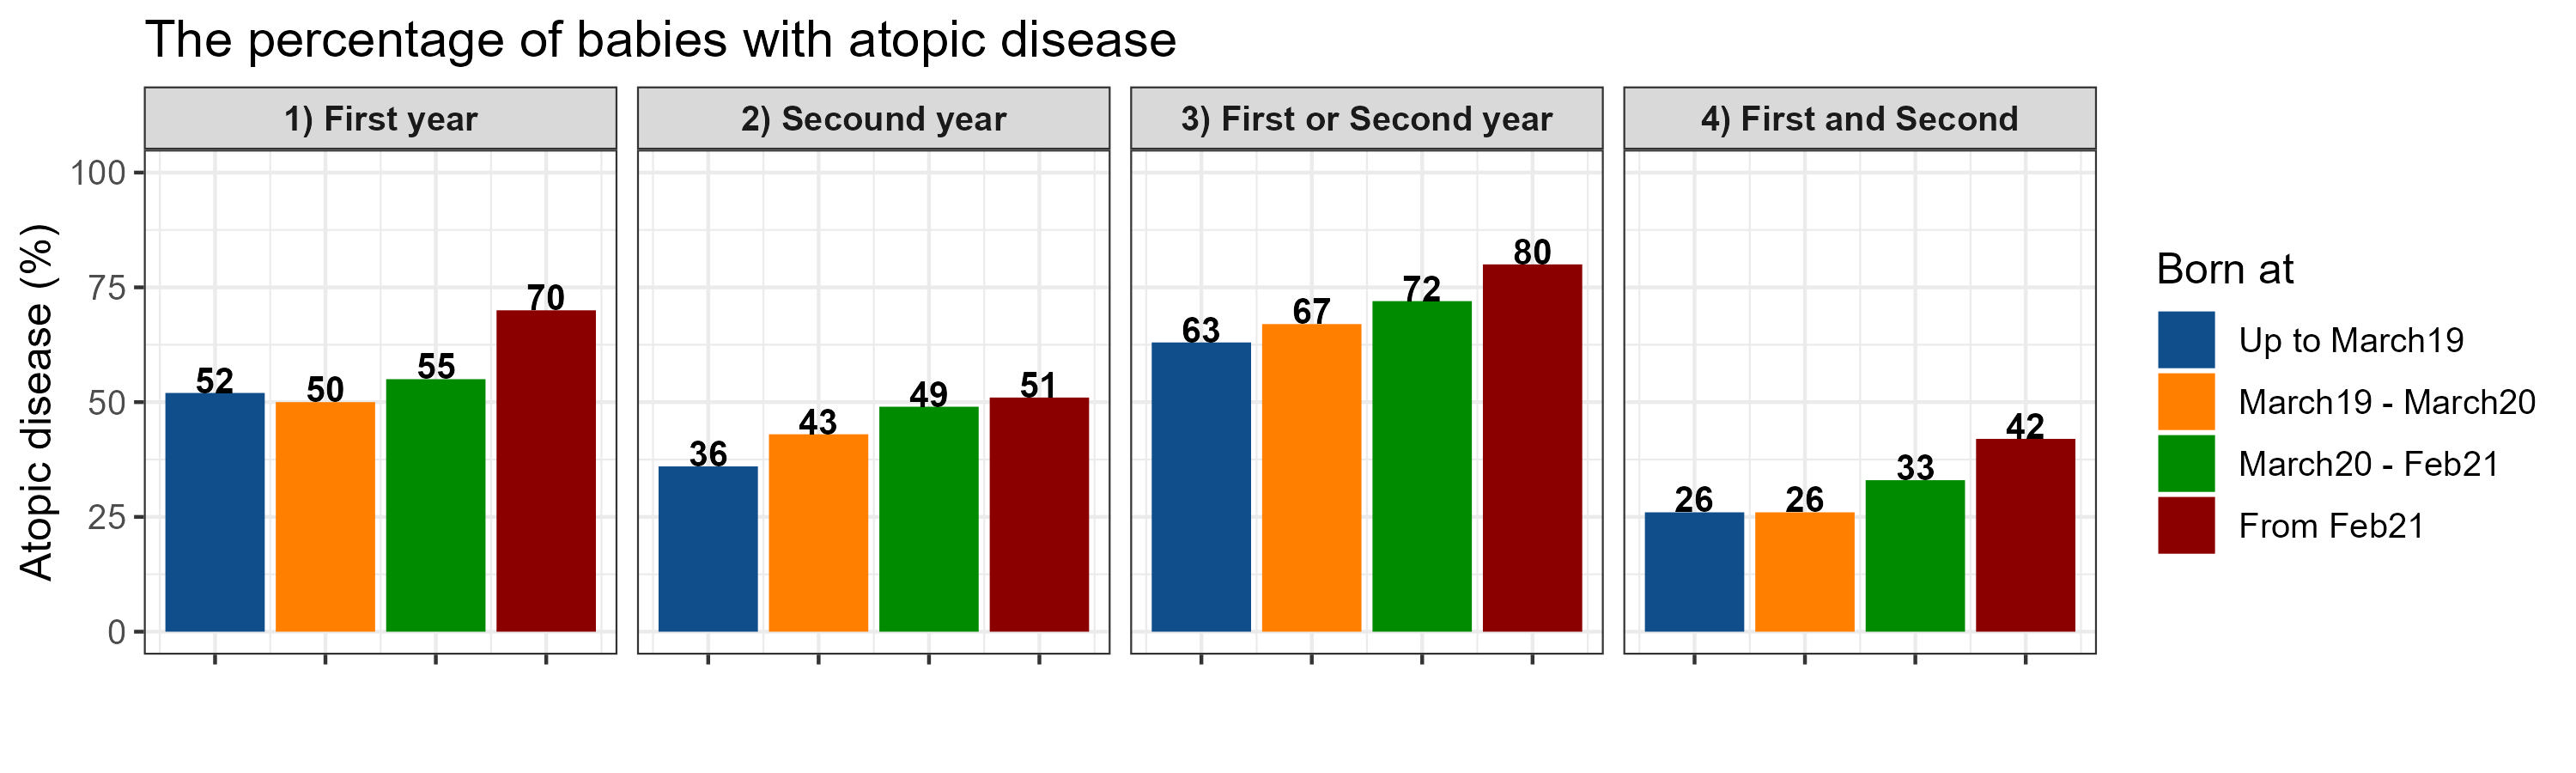 The percentage of babies with atopic disease
1) First year
2) Secound year
3) First or Second year
4) First and Second
Atopic disease (%)
100
75
50
25
0
52
50
55
70
36
43
49
51
63
67
72
80
26
26
33
42
Born at
Up to March19
March19 - March20
March20 - Feb21
From Feb21